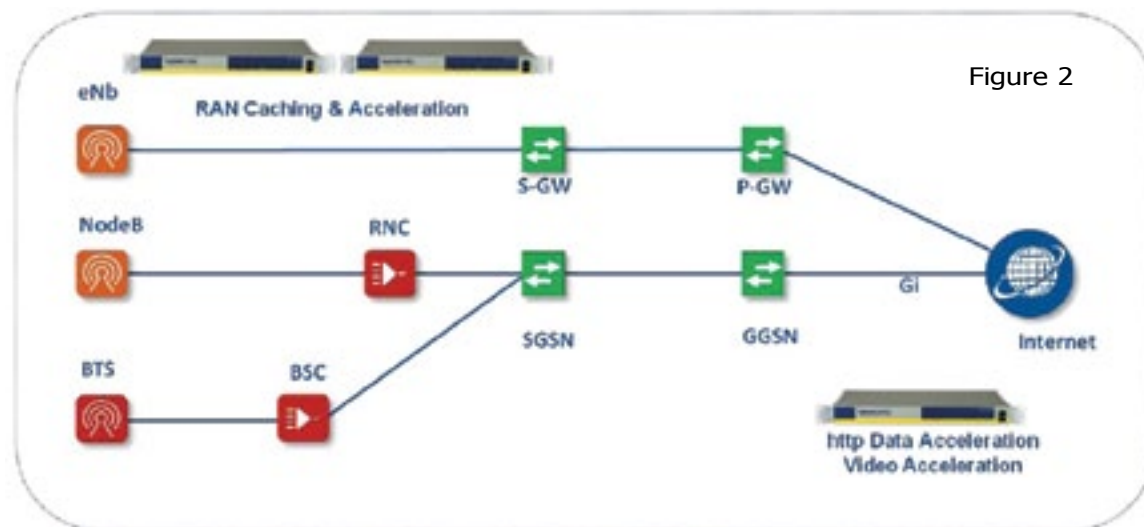 Figure 2
eNb
RAN Caching & Acceleration
S-GW
P-GW
NodeB
RNC
Gi
SGSN
GGSN
Internet
BTS
BSC
http Data Acceleration
Video Acceleration